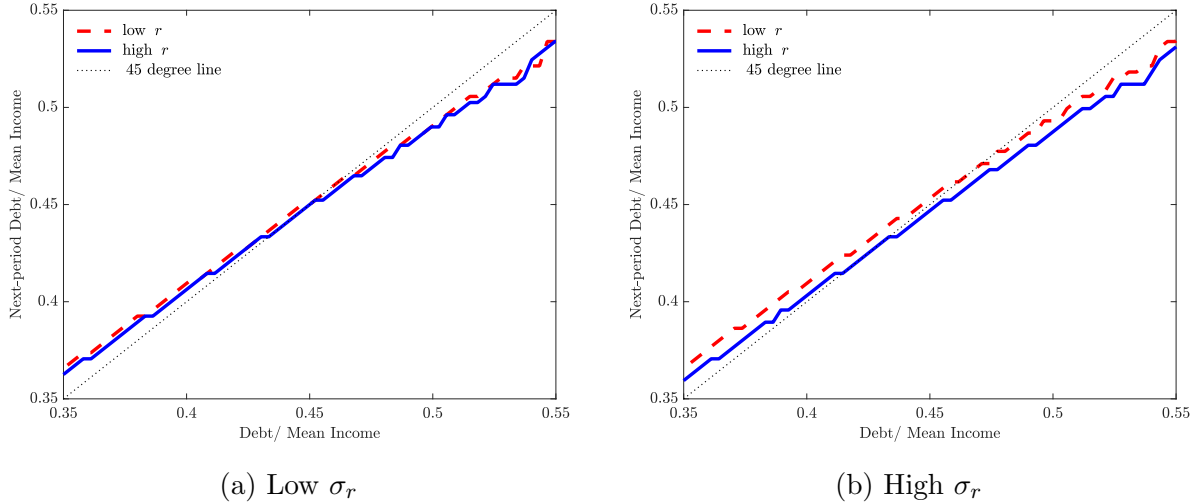 0.55
0.5
0.45
0.4
0.35
Next-period Debt/ Mean Income
low r
high r
45 degree line
0.35 0.4 0.45 0.5 0.55
Debt/ Mean Income
(a) Low σr
0.55
0.5
0.45
0.4
0.35
Next-period Debt/ Mean Income
low r
high r
45 degree line
0.35 0.4 0.45 0.5 0.55
Debt/ Mean Income
(b) High σr